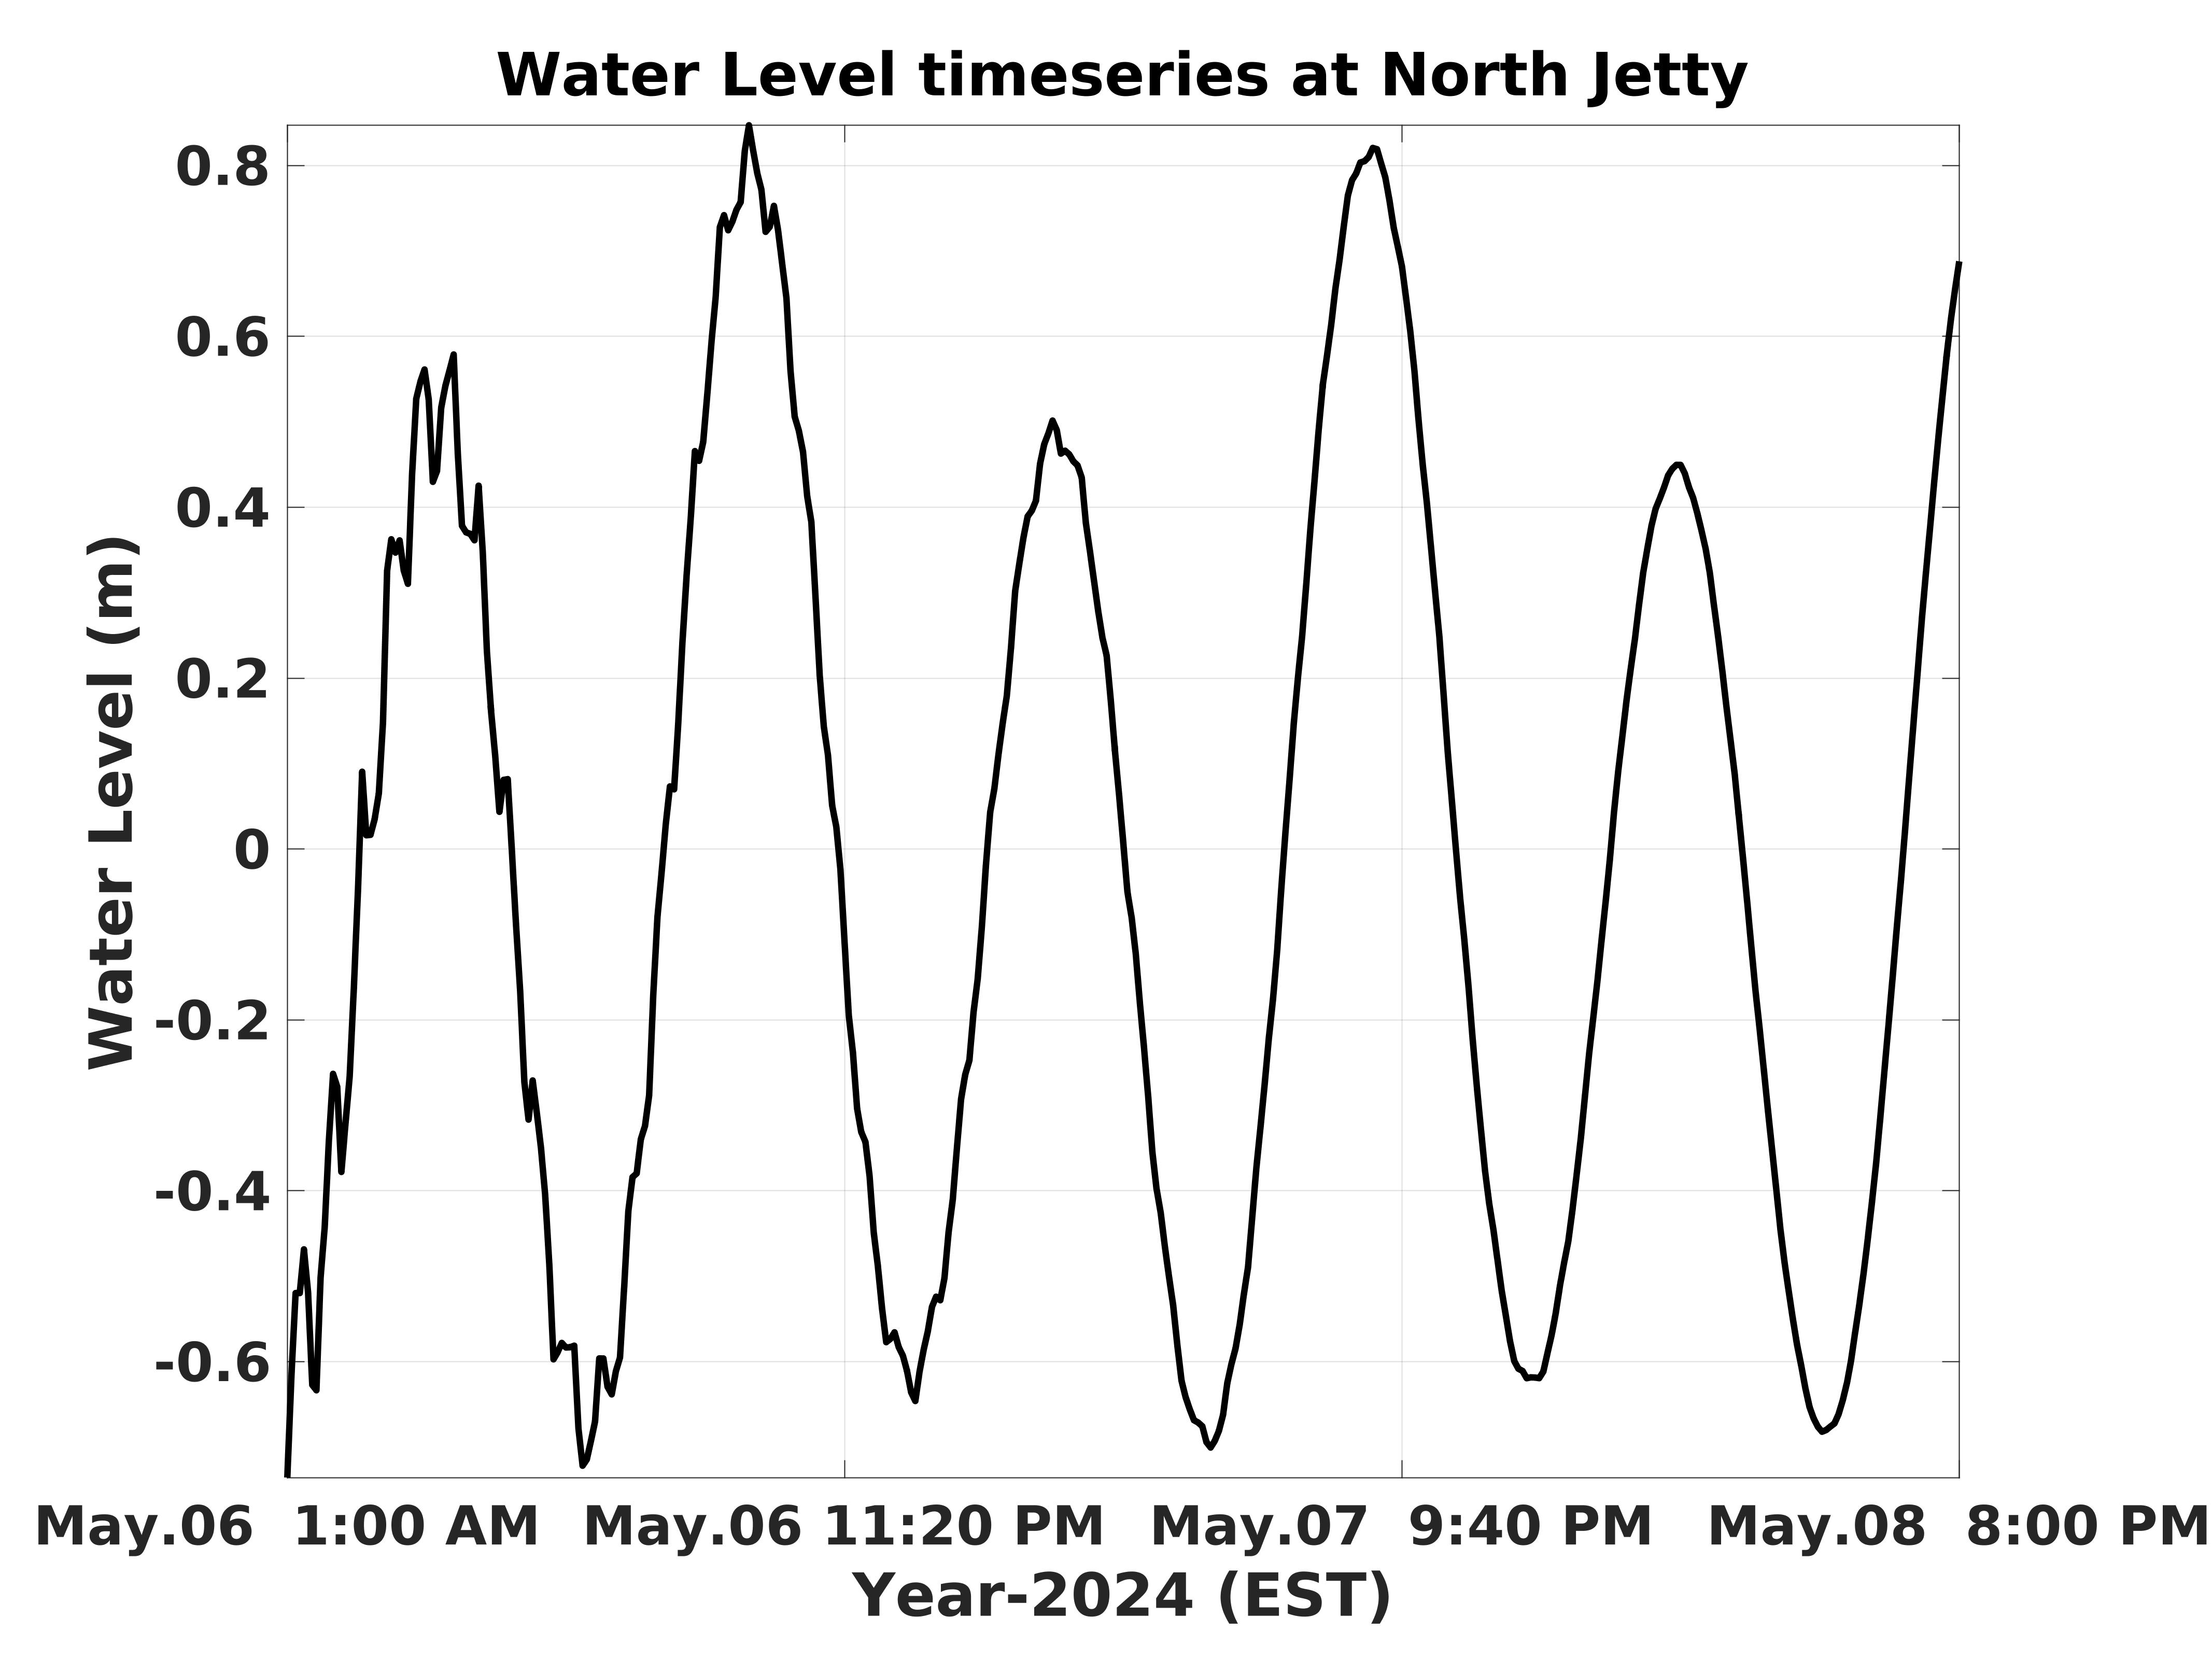 Water Level timeseries at North Jetty
0.8
0.6
0.4
0.2
0
-0.2
-0.4
-0.6
Water Level (m)
May.06 1:00 AM May.06 11:20 PM May.07 9:40 PM May.08 8:00 PM
Year-2024 (EST)